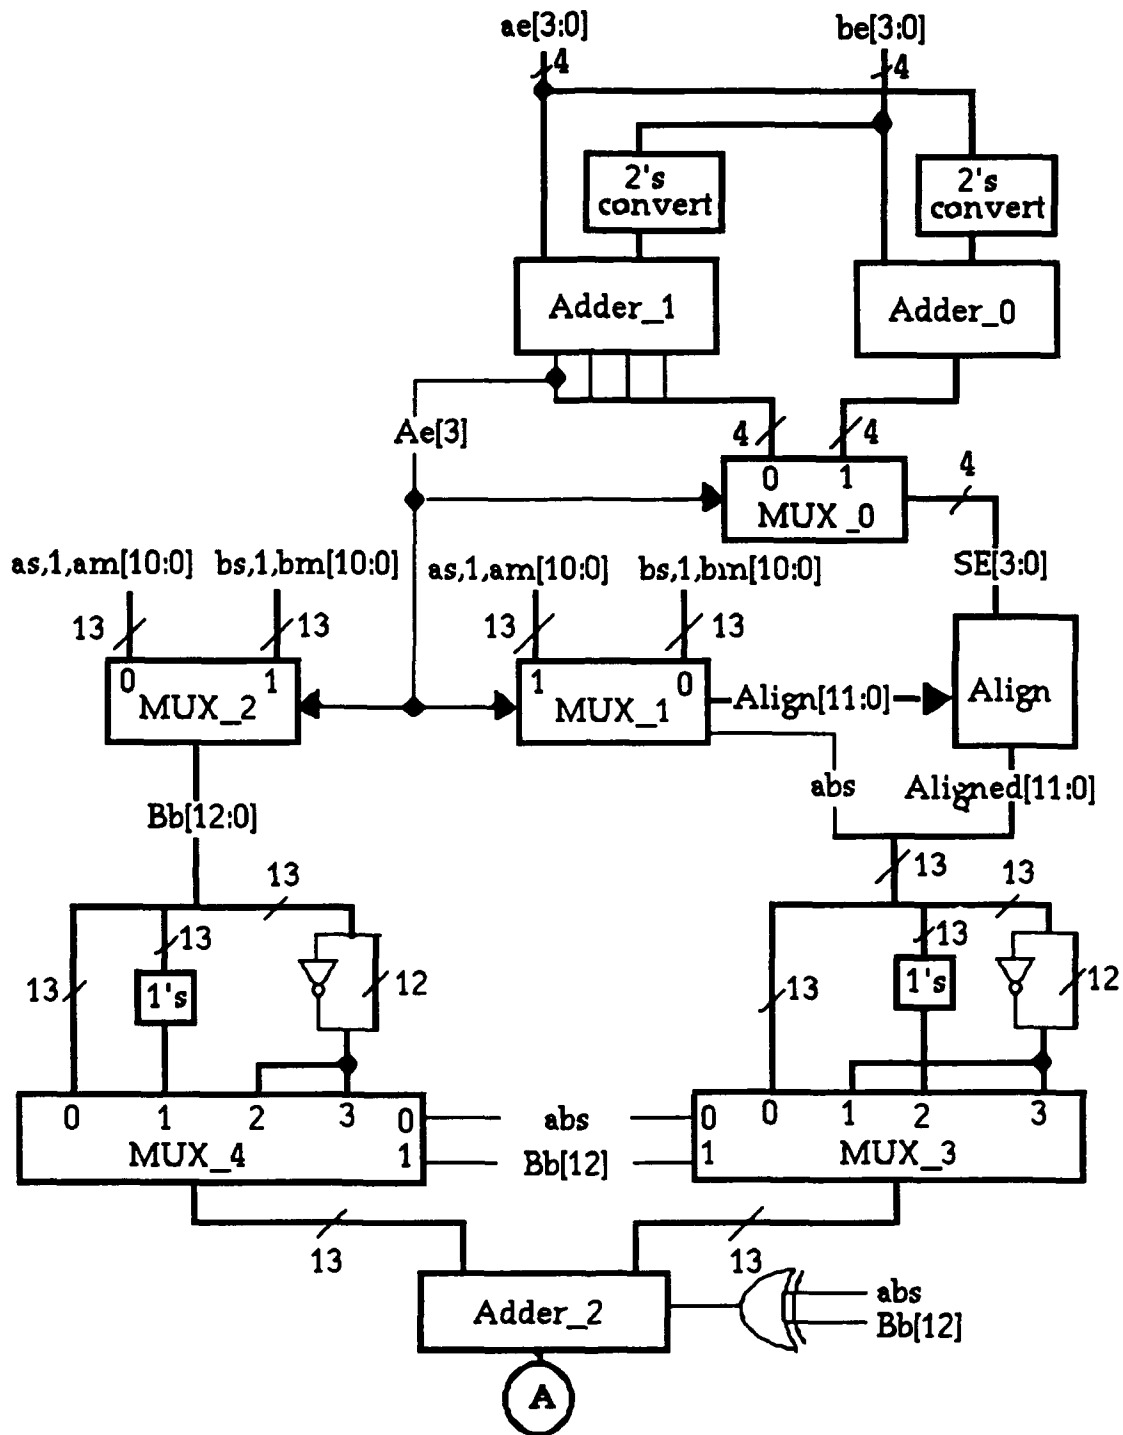 ae[3:0] be[3:0]
4 4
2's convert
2's convert
Adder_1 Adder_0
Ae[3]
4 4
0 1
MUX_0
4
as,1,am[10:0] bs,1,bm[10:0] as,1,am[10:0] bs,1,bm[10:0] SE[3:0]
13 13 13 13
0 1 1 0
MUX_2 MUX_1 Align[11:0] Align
abs Aligned[11:0]
Bb[12:0]
13 13 13
13 13
13 1's 12 13 1's 12
0 1 2 3 0 abs 0 0 1 2 3
MUX_4 1 Bb[12] 1 MUX_3
13 13
Adder_2 abs
Bb[12]
A